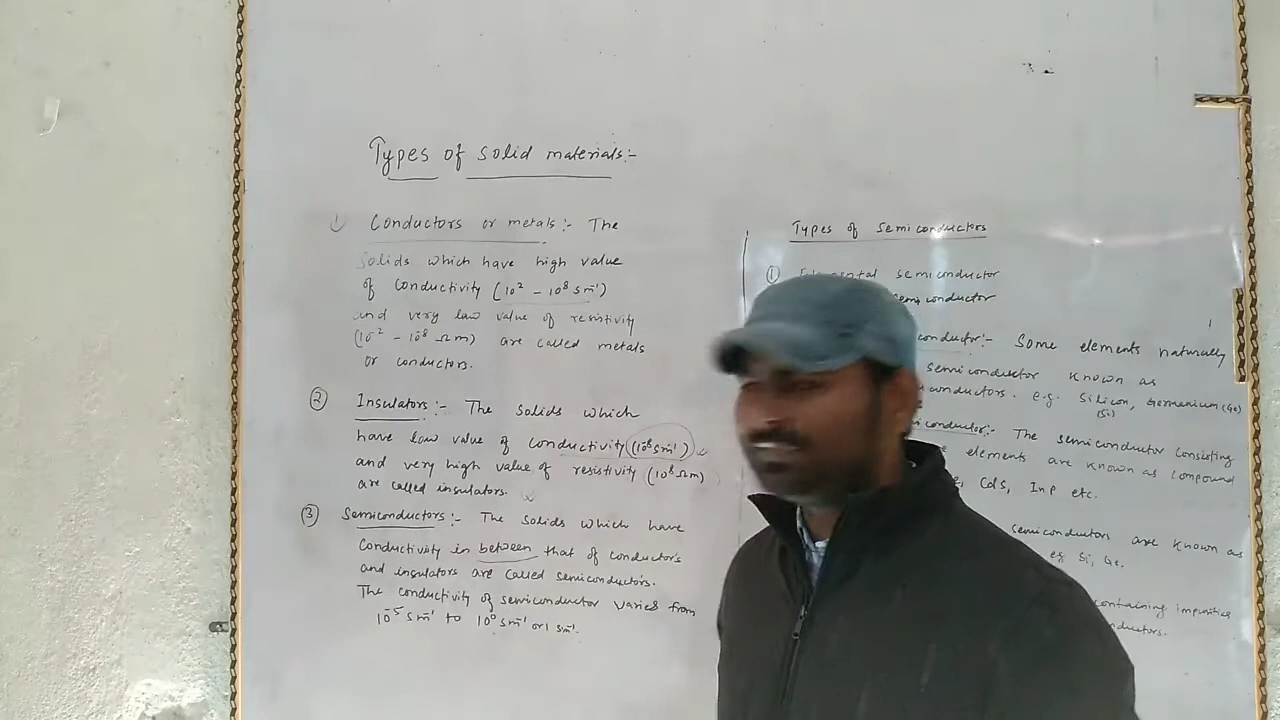 Types of solid materials:-
① Conductors or metals:- The
solids which have high value
of conductivity (10² - 10⁸ Sm⁻¹)
and very low value of resistivity
(10⁻² - 10⁻⁸ Ωm) are called metals
or conductors.
② Insulators:- The solids which
have low value of conductivity (10⁻⁸ Sm⁻¹)
and very high value of resistivity (10⁸ Ωm)
are called insulators.
③ Semiconductors:- The solids which have
Conductivity in between that of conductors
and insulators are called semiconductors.
The conductivity of semiconductor varies from
10⁻⁵ Sm⁻¹ to 10⁰ Sm⁻¹ or 1 Sm⁻¹.
Types of Semiconductors
① semiconductor
semiconductor
conductor:- Some elements naturally
semiconductor known as
conductors. e.g. Silicon, Germanium (Ge)
(Si)
conductor:- The semiconductor consisting
elements are known as compound
CdS, InP etc.
semiconductors are known as
eg Si, Ge.
containing impurities
ductors.